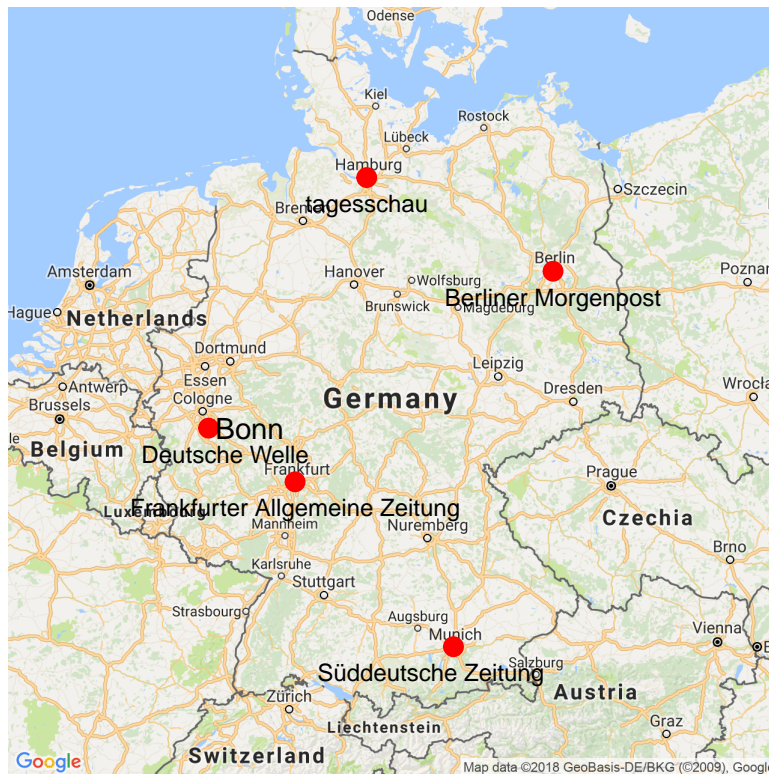 Odense
Kiel
Rostock
Lübeck
Hamburg
Szczecin
tagesschau
Bremen
Berlin
Amsterdam
Hanover
Wolfsburg
Poznar
Berliner Morgenpost
Brunswick
Magdeburg
Hague
Netherlands
Dortmund
Essen
Leipzig
Antwerp
Cologne
Germany
Dresden
Wrocł
Brussels
Bonn
le
Belgium
Deutsche Welle
Frankfurt
Prague
Frankfurter Allgemeine Zeitung
Luxembourg
Czechia
Mannheim
Nuremberg
Brno
Karlsruhe
Stuttgart
Strasbourg
Augsburg
Munich
Vienna
Süddeutsche Zeitung
Salzburg
Austria
Zürich
Liechtenstein
Graz
Switzerland
Google
Map data ©2018 GeoBasis-DE/BKG (©2009), Google